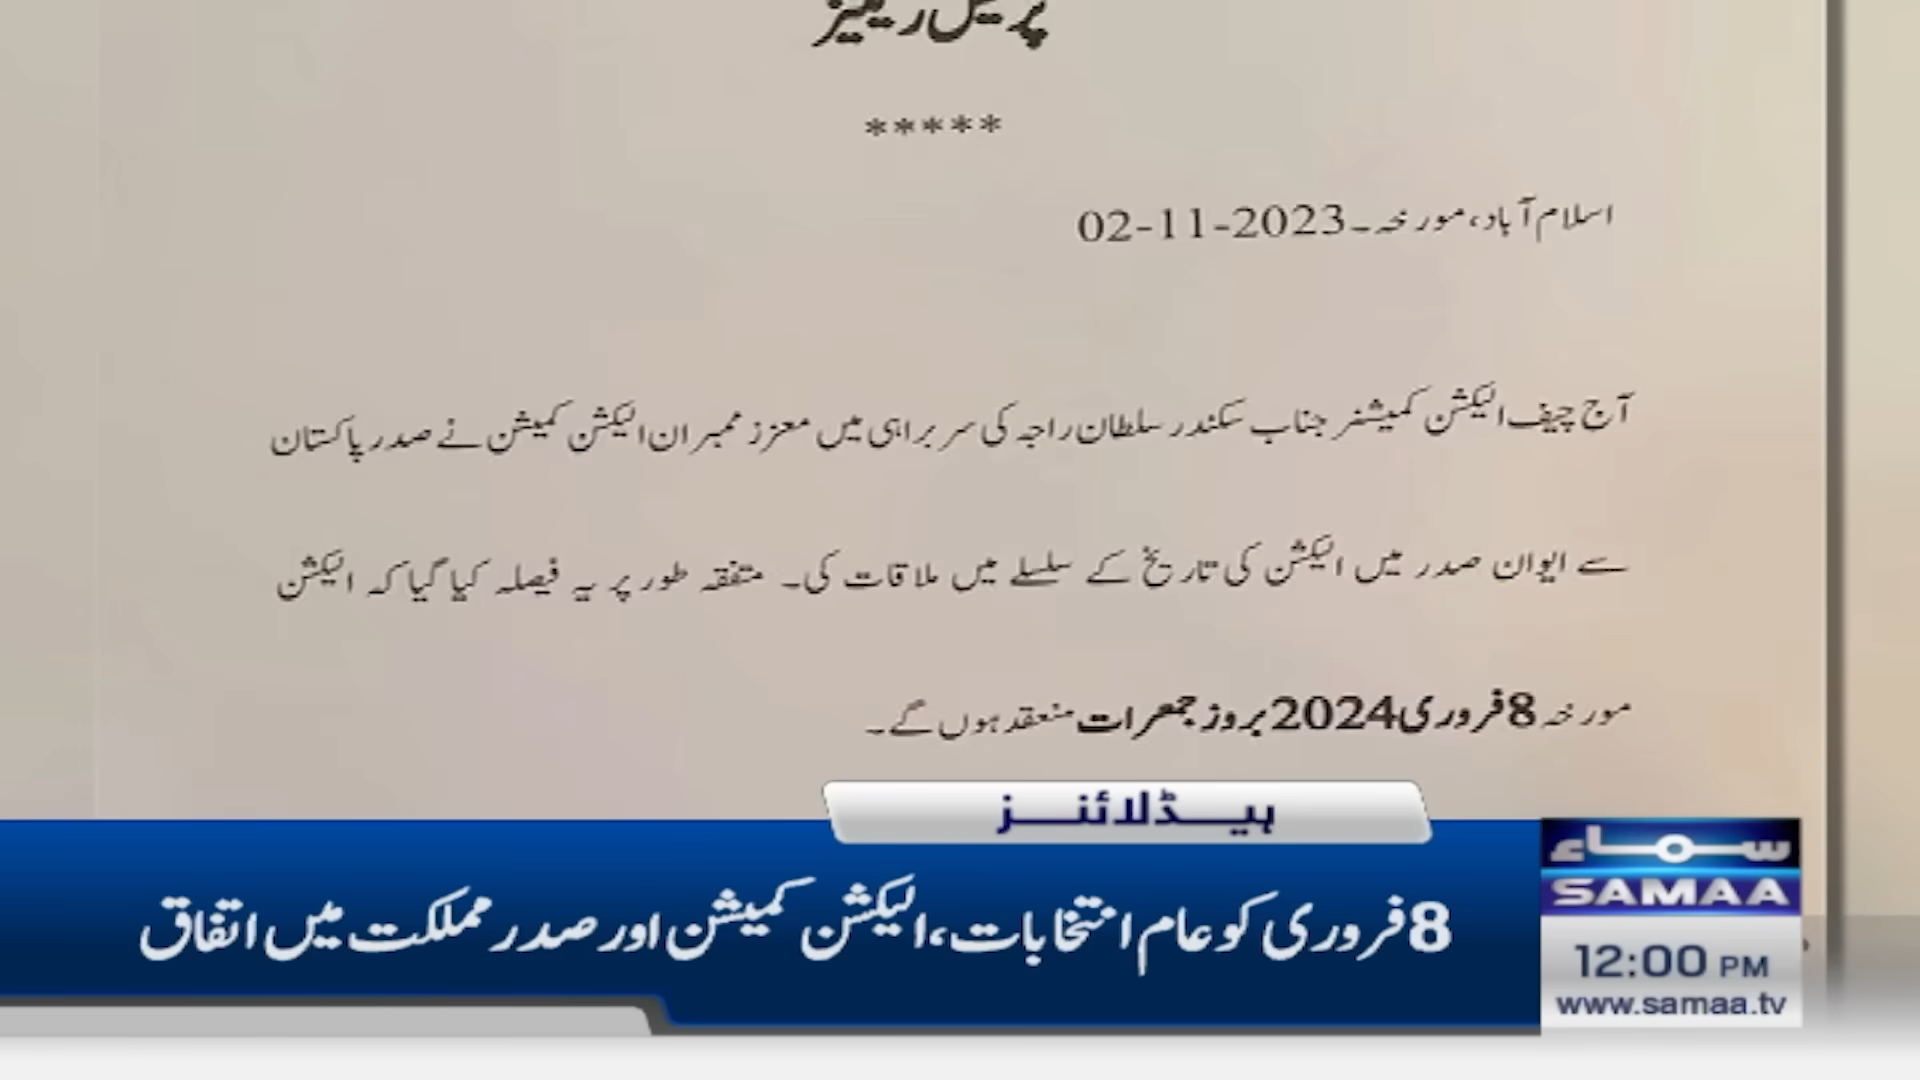 پریس ریلیز
*****
اسلام آباد، مورخہ۔02-11-2023
آج چیف الیکشن کمیشنر جناب سکندر سلطان راجہ کی سربراہی میں معزز ممبران الیکشن کمیشن نے صدر پاکستان
سے ایوان صدر میں الیکشن کی تاریخ کے سلسلے میں ملاقات کی۔ متفقہ طور پر یہ فیصلہ کیا گیا کہ الیکشن
مورخہ 8 فروری 2024 بروز جمعرات منعقد ہوں گے۔
ہیڈلائنز
8 فروری کو عام انتخابات، الیکشن کمیشن اور صدر مملکت میں اتفاق
سماء
SAMAA
12:00 PM
www.samaa.tv